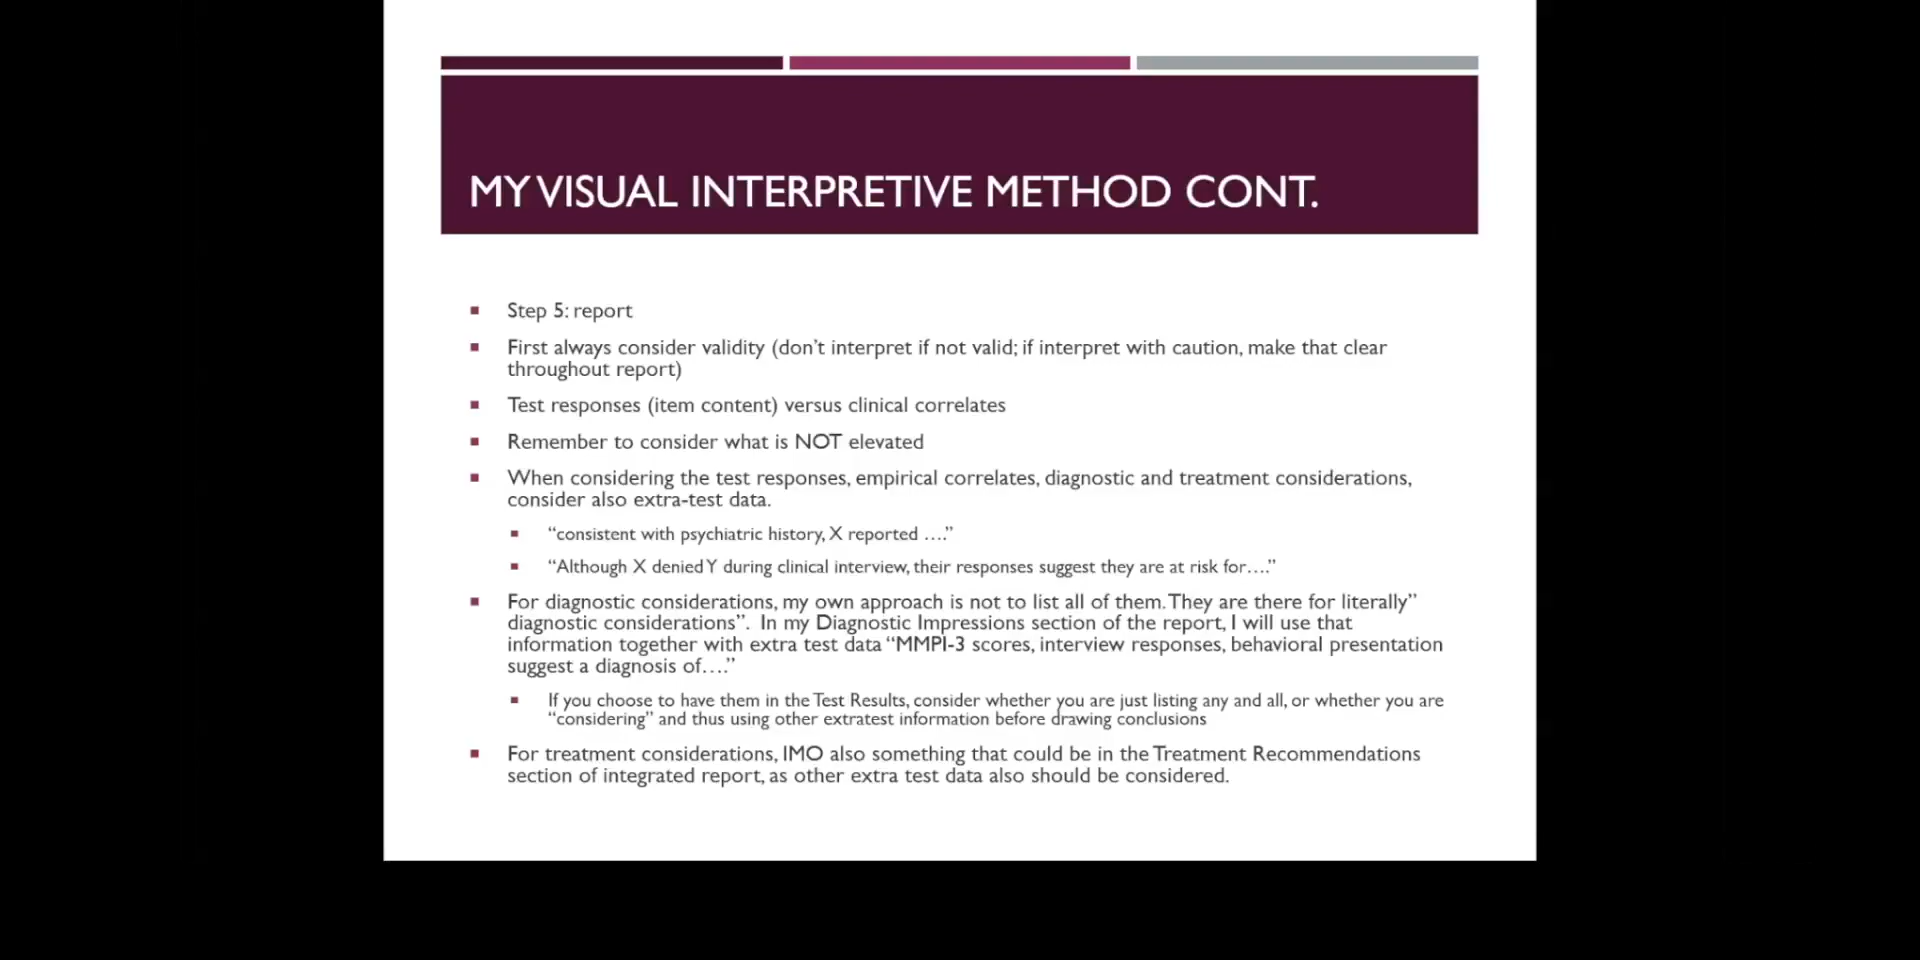 MY VISUAL INTERPRETIVE METHOD CONT.
Step 5: report
First always consider validity (don't interpret if not valid; if interpret with caution, make that clear
throughout report)
Test responses (item content) versus clinical correlates
Remember to consider what is NOT elevated
When considering the test responses, empirical correlates, diagnostic and treatment considerations,
consider also extra-test data.
"consistent with psychiatric history, X reported …."
"Although X denied Y during clinical interview, their responses suggest they are at risk for…."
For diagnostic considerations, my own approach is not to list all of them. They are there for literally"
diagnostic considerations".  In my Diagnostic Impressions section of the report, I will use that
information together with extra test data "MMPI-3 scores, interview responses, behavioral presentation
suggest a diagnosis of…."
If you choose to have them in the Test Results, consider whether you are just listing any and all, or whether you are
"considering" and thus using other extratest information before drawing conclusions
For treatment considerations, IMO also something that could be in the Treatment Recommendations
section of integrated report, as other extra test data also should be considered.